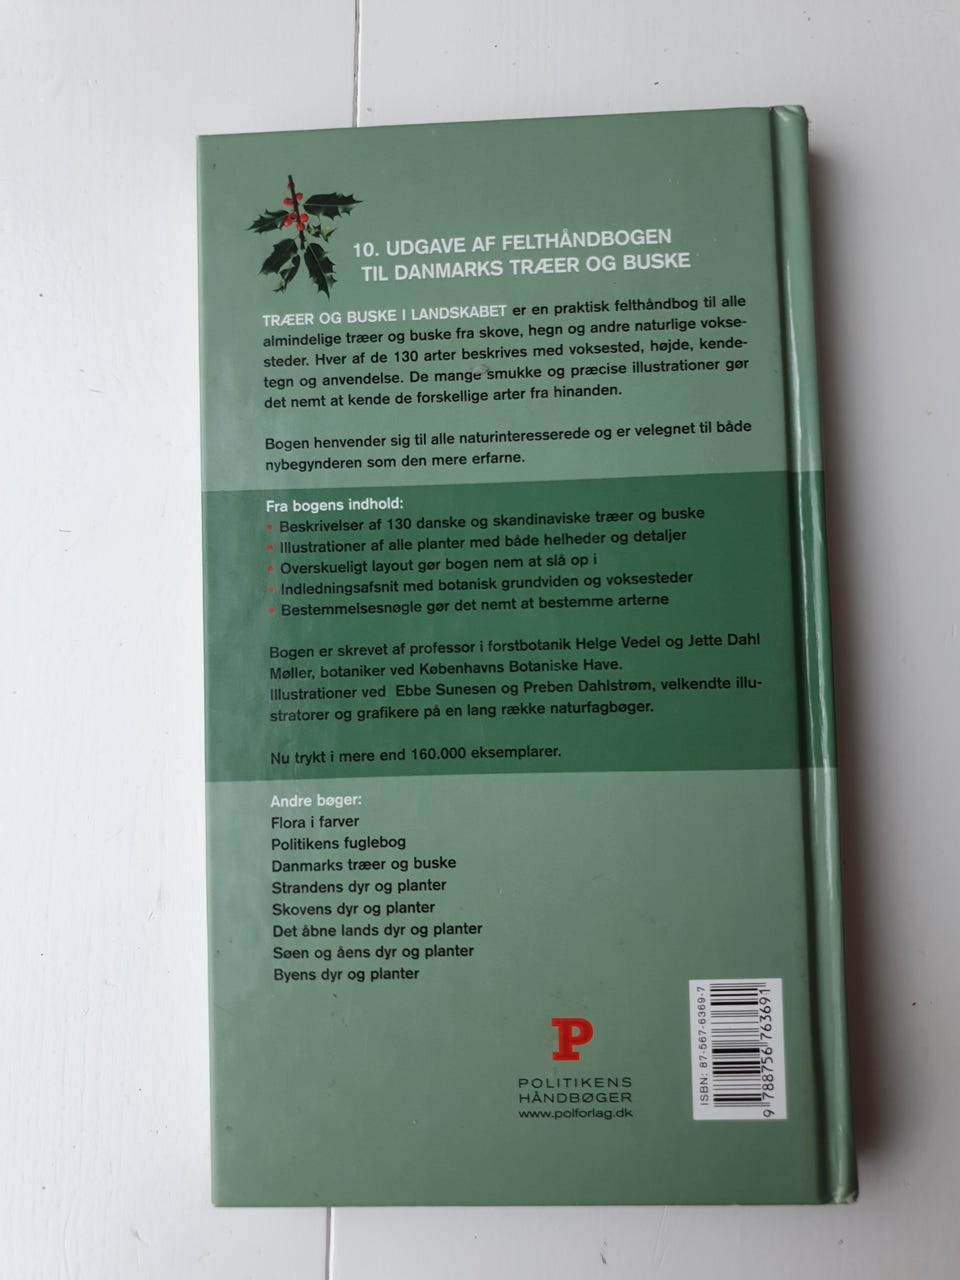 10. UDGAVE AF FELTHÅNDBOGEN
TIL DANMARKS TRÆER OG BUSKE
TRÆER OG BUSKE I LANDSKABET er en praktisk felthåndbog til alle
almindelige træer og buske fra skove, hegn og andre naturlige vokse-
steder. Hver af de 130 arter beskrives med voksested, højde, kende-
tegn og anvendelse. De mange smukke og præcise illustrationer gør
det nemt at kende de forskellige arter fra hinanden.
Bogen henvender sig til alle naturinteresserede og er velegnet til både
nybegynderen som den mere erfarne.
Fra bogens indhold:
• Beskrivelser af 130 danske og skandinaviske træer og buske
• Illustrationer af alle planter med både helheder og detaljer
• Overskueligt layout gør bogen nem at slå op i
• Indledningsafsnit med botanisk grundviden og voksesteder
• Bestemmelsesnøgle gør det nemt at bestemme arterne
Bogen er skrevet af professor i forstbotanik Helge Vedel og Jette Dahl
Møller, botaniker ved Københavns Botaniske Have.
Illustrationer ved Ebbe Sunesen og Preben Dahlstrøm, velkendte illu-
stratorer og grafikere på en lang række naturfagbøger.
Nu trykt i mere end 160.000 eksemplarer.
Andre bøger:
Flora i farver
Politikens fuglebog
Danmarks træer og buske
Strandens dyr og planter
Skovens dyr og planter
Det åbne lands dyr og planter
Søen og åens dyr og planter
Byens dyr og planter
P
POLITIKENS
HÅNDBØGER
www.polforlag.dk
ISBN: 87-567-6369-7
9 788756 763691